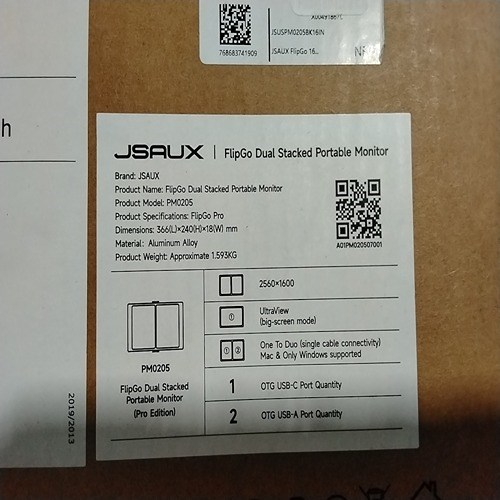 JSUSPM0205BK16IN
768683741909
JSAUX FlipGo 16...
h
JSAUX | FlipGo Dual Stacked Portable Monitor
Brand: JSAUX
Product Name: FlipGo Dual Stacked Portable Monitor
Product Model: PM0205
Product Specifications: FlipGo Pro
Dimensions: 366(L)×240(H)×18(W) mm
Material: Aluminum Alloy
Product Weight: Approximate 1.593KG
A01PM020507001
2560×1600
① UltraView
(big-screen mode)
① ② One To Duo (single cable connectivity)
Mac & Only Windows supported
PM0205
FlipGo Dual Stacked
Portable Monitor
(Pro Edition)
1 OTG USB-C Port Quantity
2 OTG USB-A Port Quantity
2019/2013